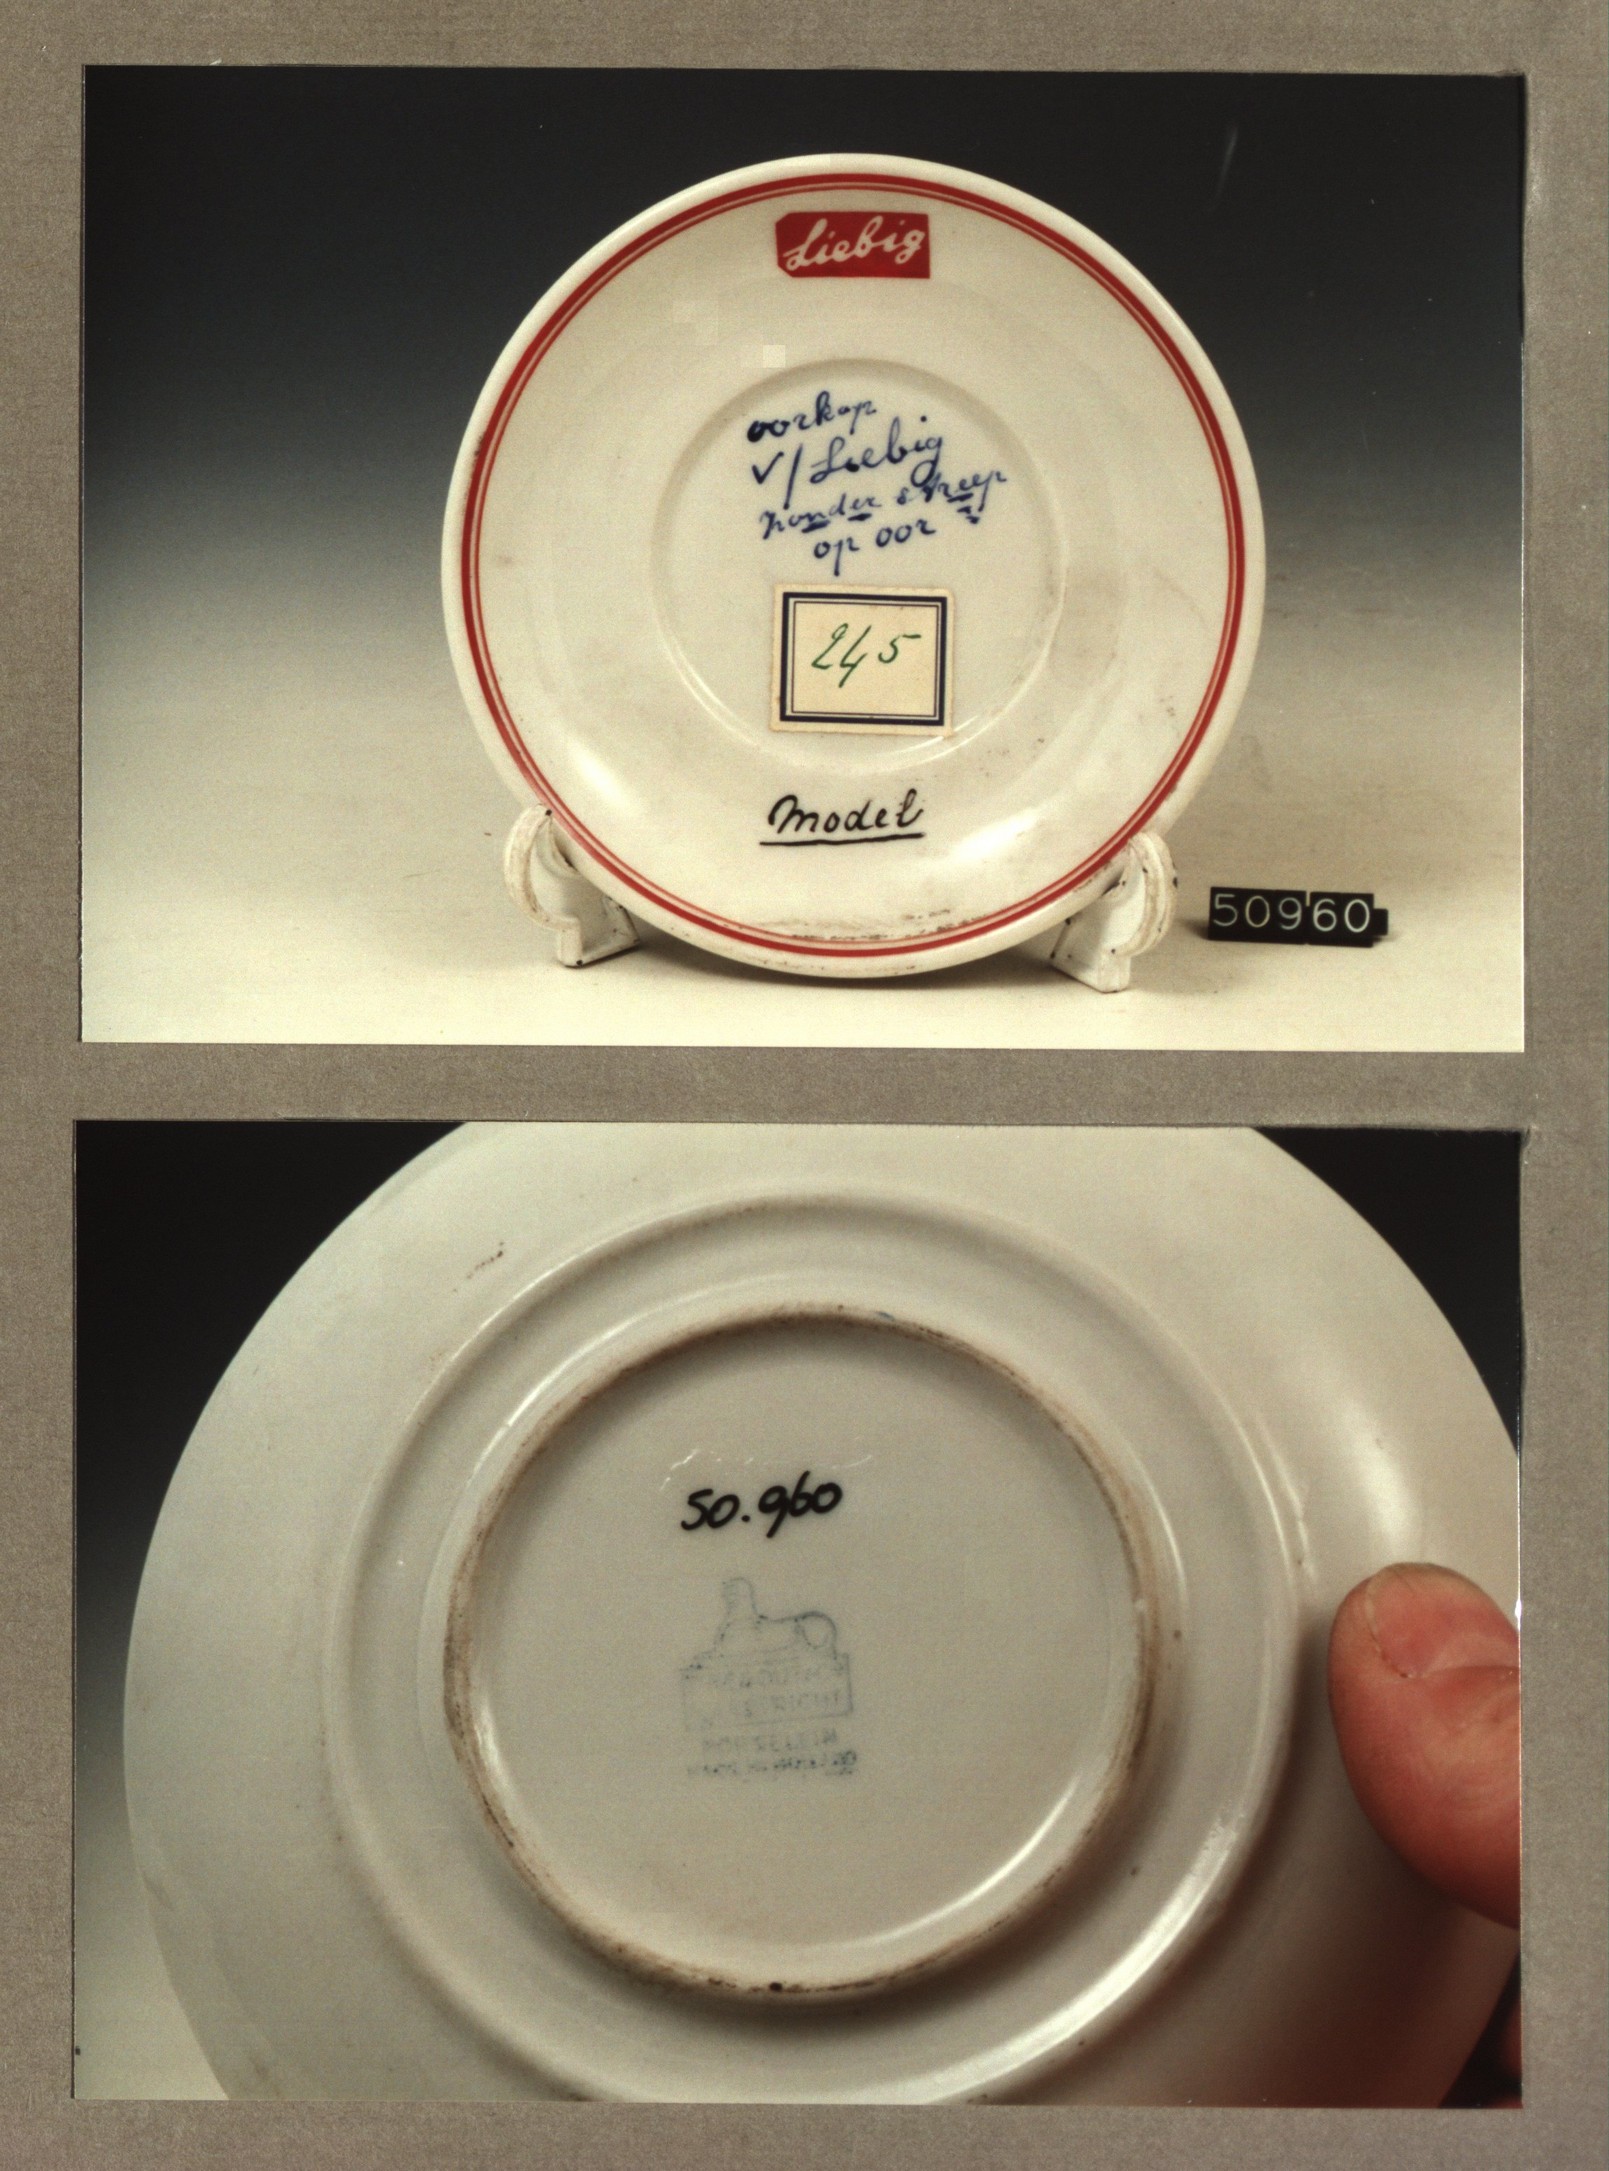 Liebig
oorkop
v/Liebig
zonder streep
op oor
245
Model
50960
50.960